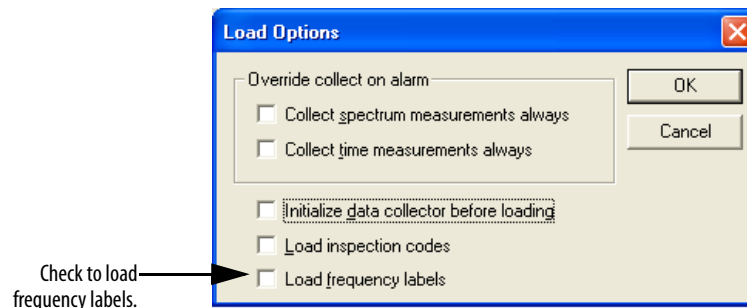 Load Options
Override collect on alarm
OK
Collect spectrum measurements always
Cancel
Collect time measurements always
Initialize data collector before loading
Load inspection codes
Check to load
frequency labels.
Load frequency labels